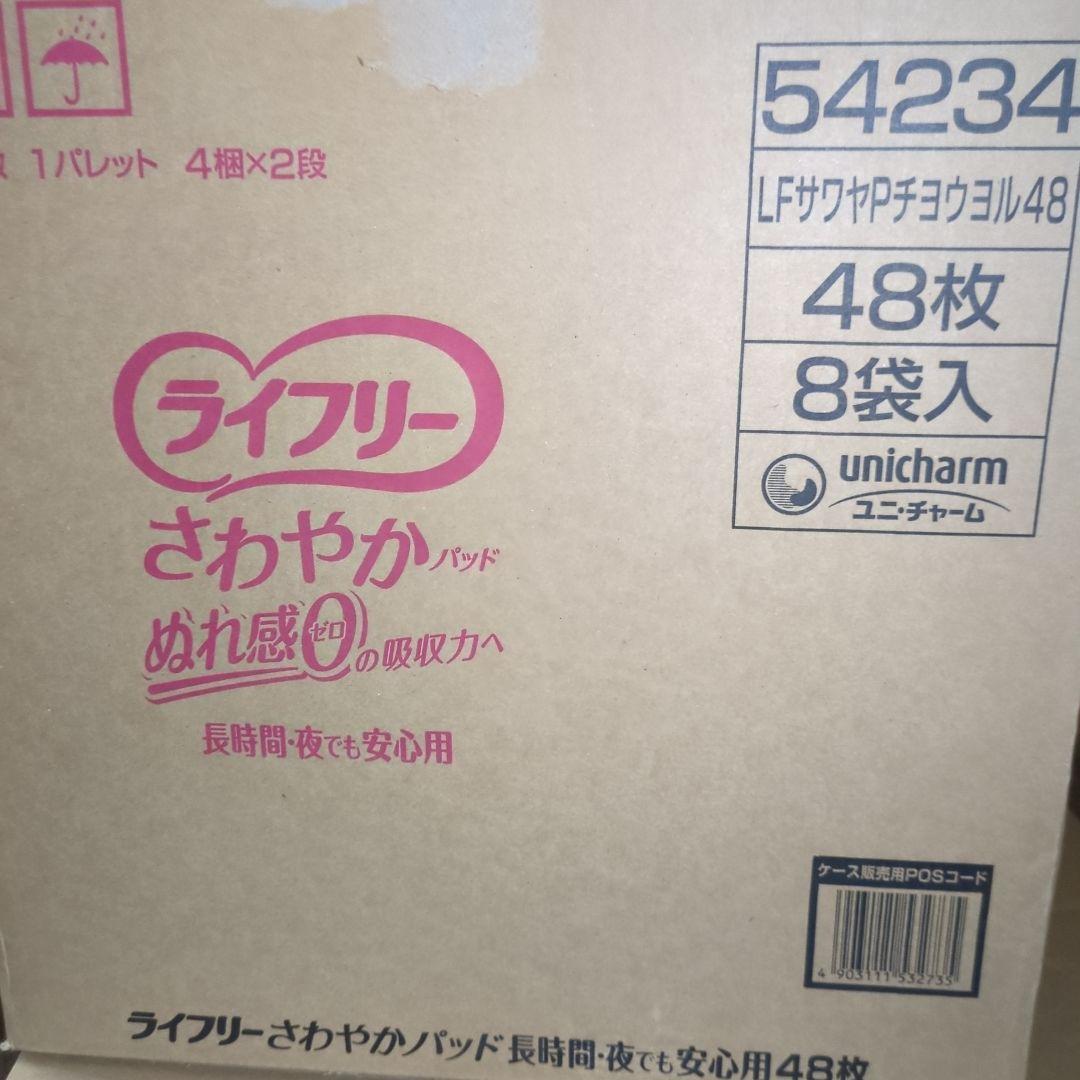 1パレット 4梱×2段
54234
LFサワヤPチヨウヨル48
48枚
8袋入
unicharm
ユニ・チャーム
ライフリー
さわやかパッド
ぬれ感0ゼロの吸収力へ
長時間・夜でも安心用
ケース販売用POSコード
4 903111 532735
ライフリーさわやかパッド長時間・夜でも安心用48枚